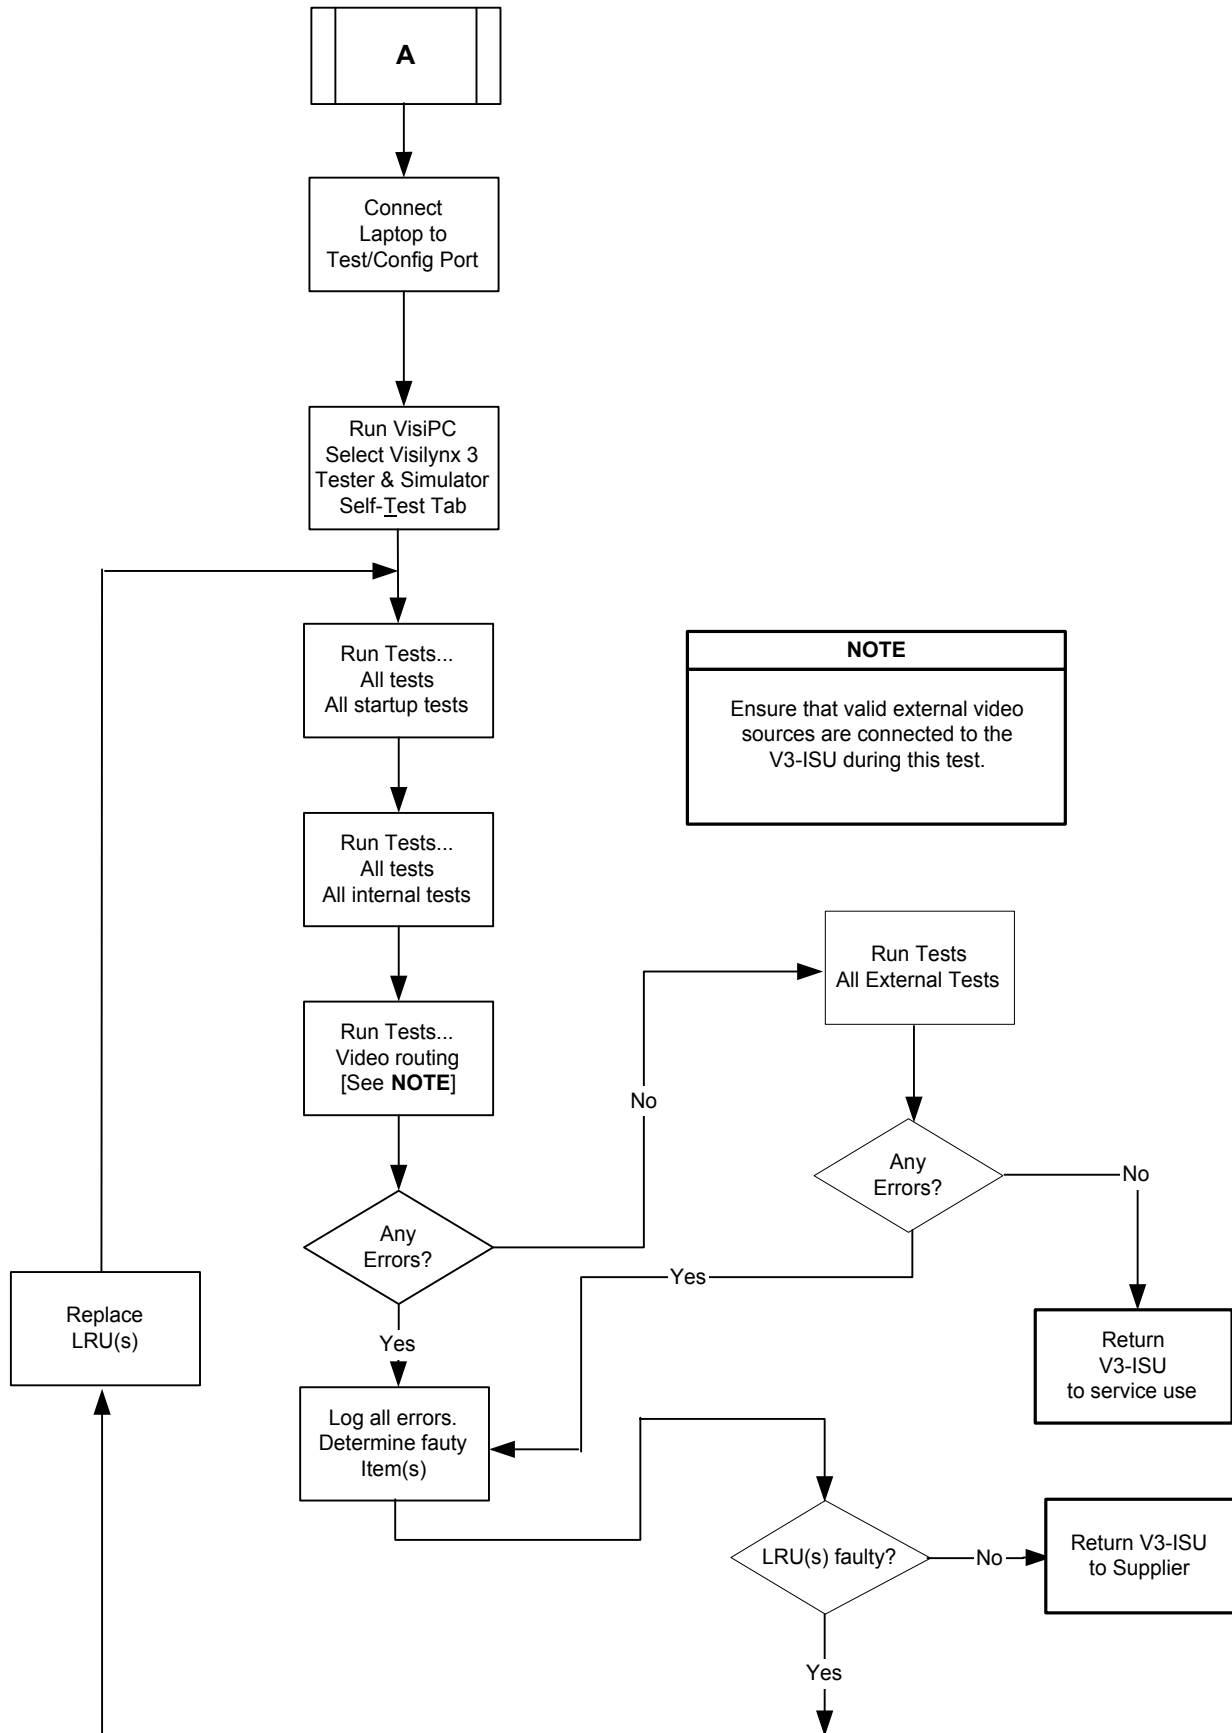 A
Connect
Laptop to
Test/Config Port
Run VisiPC
Select Visilynx 3
Tester & Simulator
Self-Test Tab
Run Tests...
All tests
All startup tests
NOTE
Ensure that valid external video
sources are connected to the
V3-ISU during this test.
Run Tests...
All tests
All internal tests
Run Tests
All External Tests
Run Tests...
Video routing
[See NOTE]
No
Any
Errors?
No
Any
Errors?
Yes
Yes
Replace
LRU(s)
Return
V3-ISU
to service use
Log all errors.
Determine fauty
Item(s)
LRU(s) faulty?
No
Return V3-ISU
to Supplier
Yes